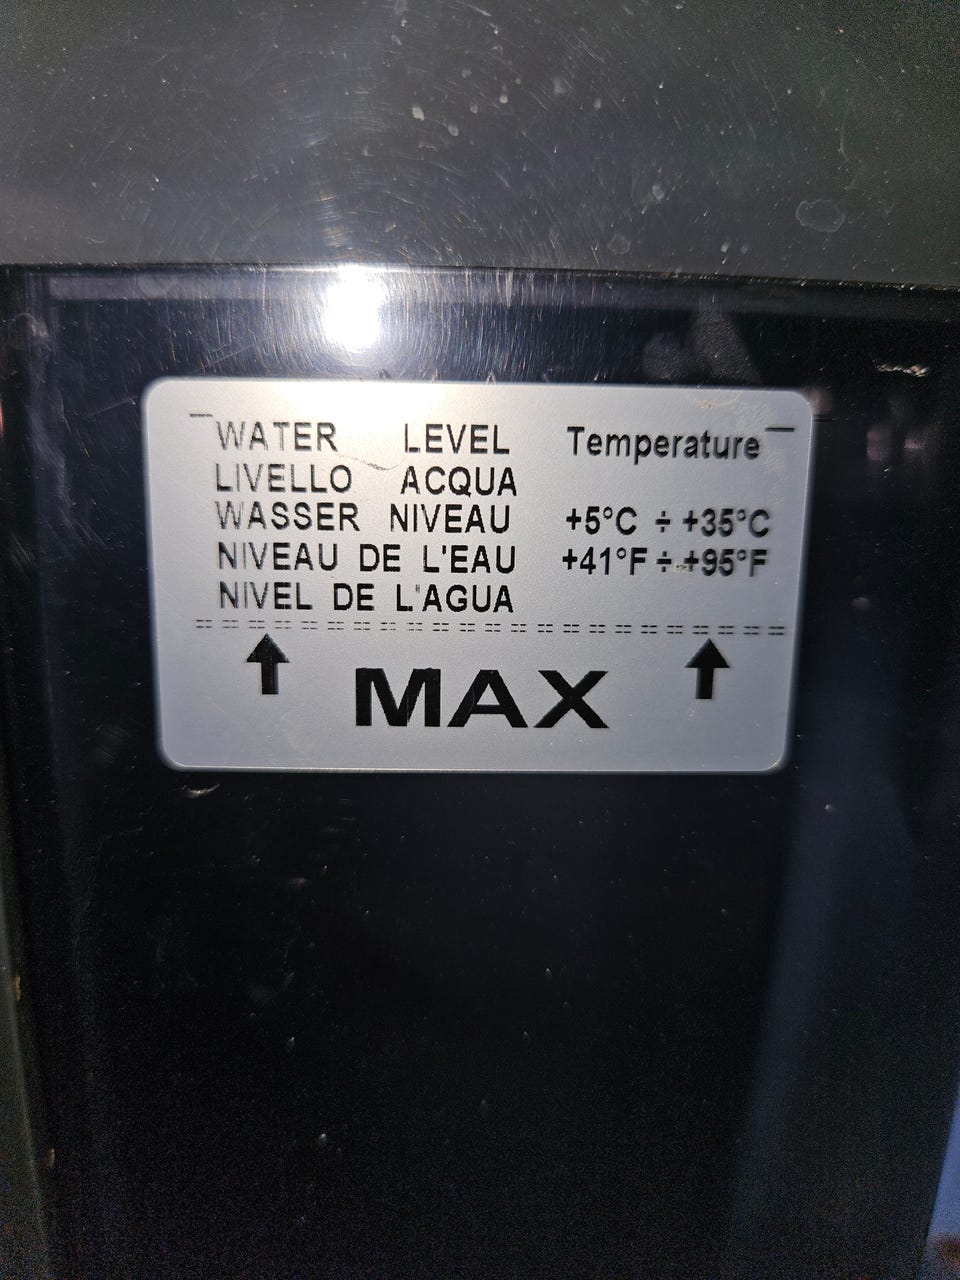 WATER LEVEL Temperature
LIVELLO ACQUA
WASSER NIVEAU +5°C ÷ +35°C
NIVEAU DE L'EAU +41°F ÷ +95°F
NIVEL DE L'AGUA
MAX